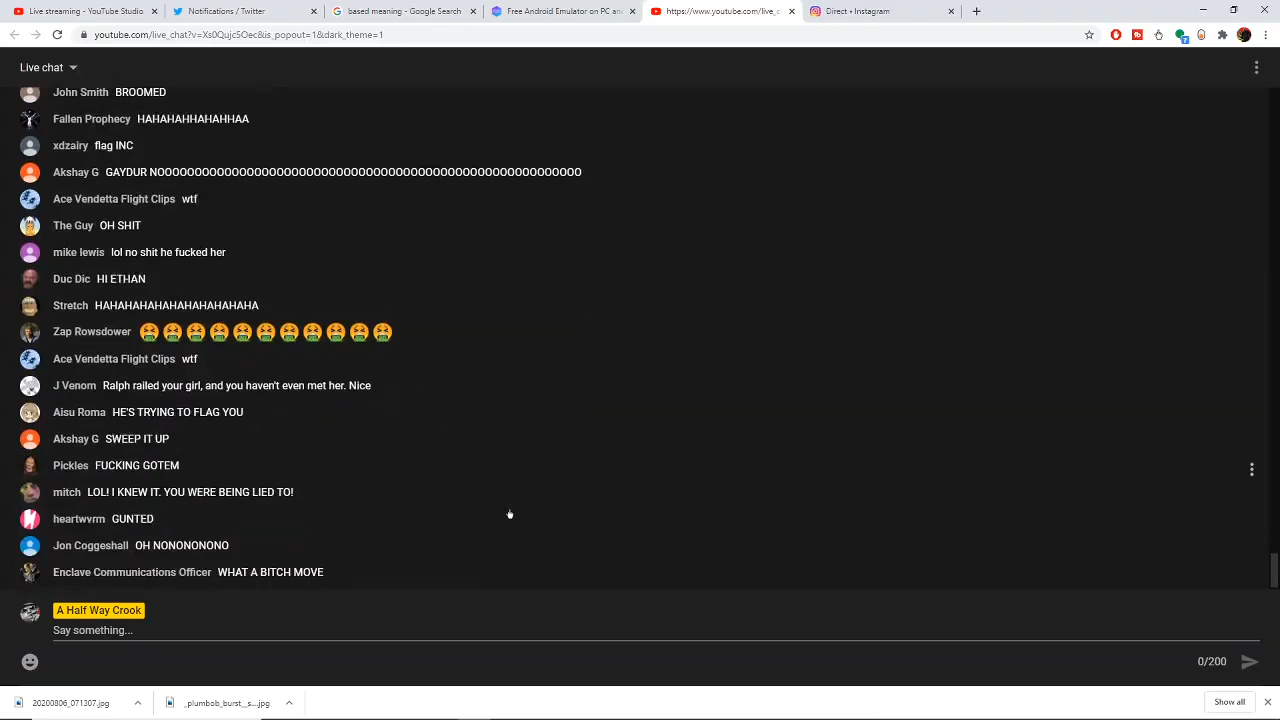 Live streaming - YouTube Studio
Notifications / Twitter
based meaning - Google Search
Free Android Emulator on PC and
https://www.youtube.com/live_c
Direct • Instagram
youtube.com/live_chat?v=Xs0Qujc5Oec&is_popout=1&dark_theme=1
Live chat
John Smith BROOMED
Fallen Prophecy HAHAHAHHAHAHHAA
xdzairy flag INC
Akshay G GAYDUR NOOOOOOOOOOOOOOOOOOOOOOOOOOOOOOOOOOOOOOOOOOOOOOOOOOOOOOOOO
Ace Vendetta Flight Clips wtf
The Guy OH SHIT
mike lewis lol no shit he fucked her
Duc Dic HI ETHAN
Stretch HAHAHAHAHAHAHAHAHAHA
Zap Rowsdower
Ace Vendetta Flight Clips wtf
J Venom Ralph railed your girl, and you haven't even met her. Nice
Aisu Roma HE'S TRYING TO FLAG YOU
Akshay G SWEEP IT UP
Pickles FUCKING GOTEM
mitch LOL! I KNEW IT. YOU WERE BEING LIED TO!
heartwvrm GUNTED
Jon Coggeshall OH NONONONONO
Enclave Communications Officer WHAT A BITCH MOVE
A Half Way Crook
Say something...
0/200
20200806_071307.jpg
_plumbob_burst__s....jpg
Show all